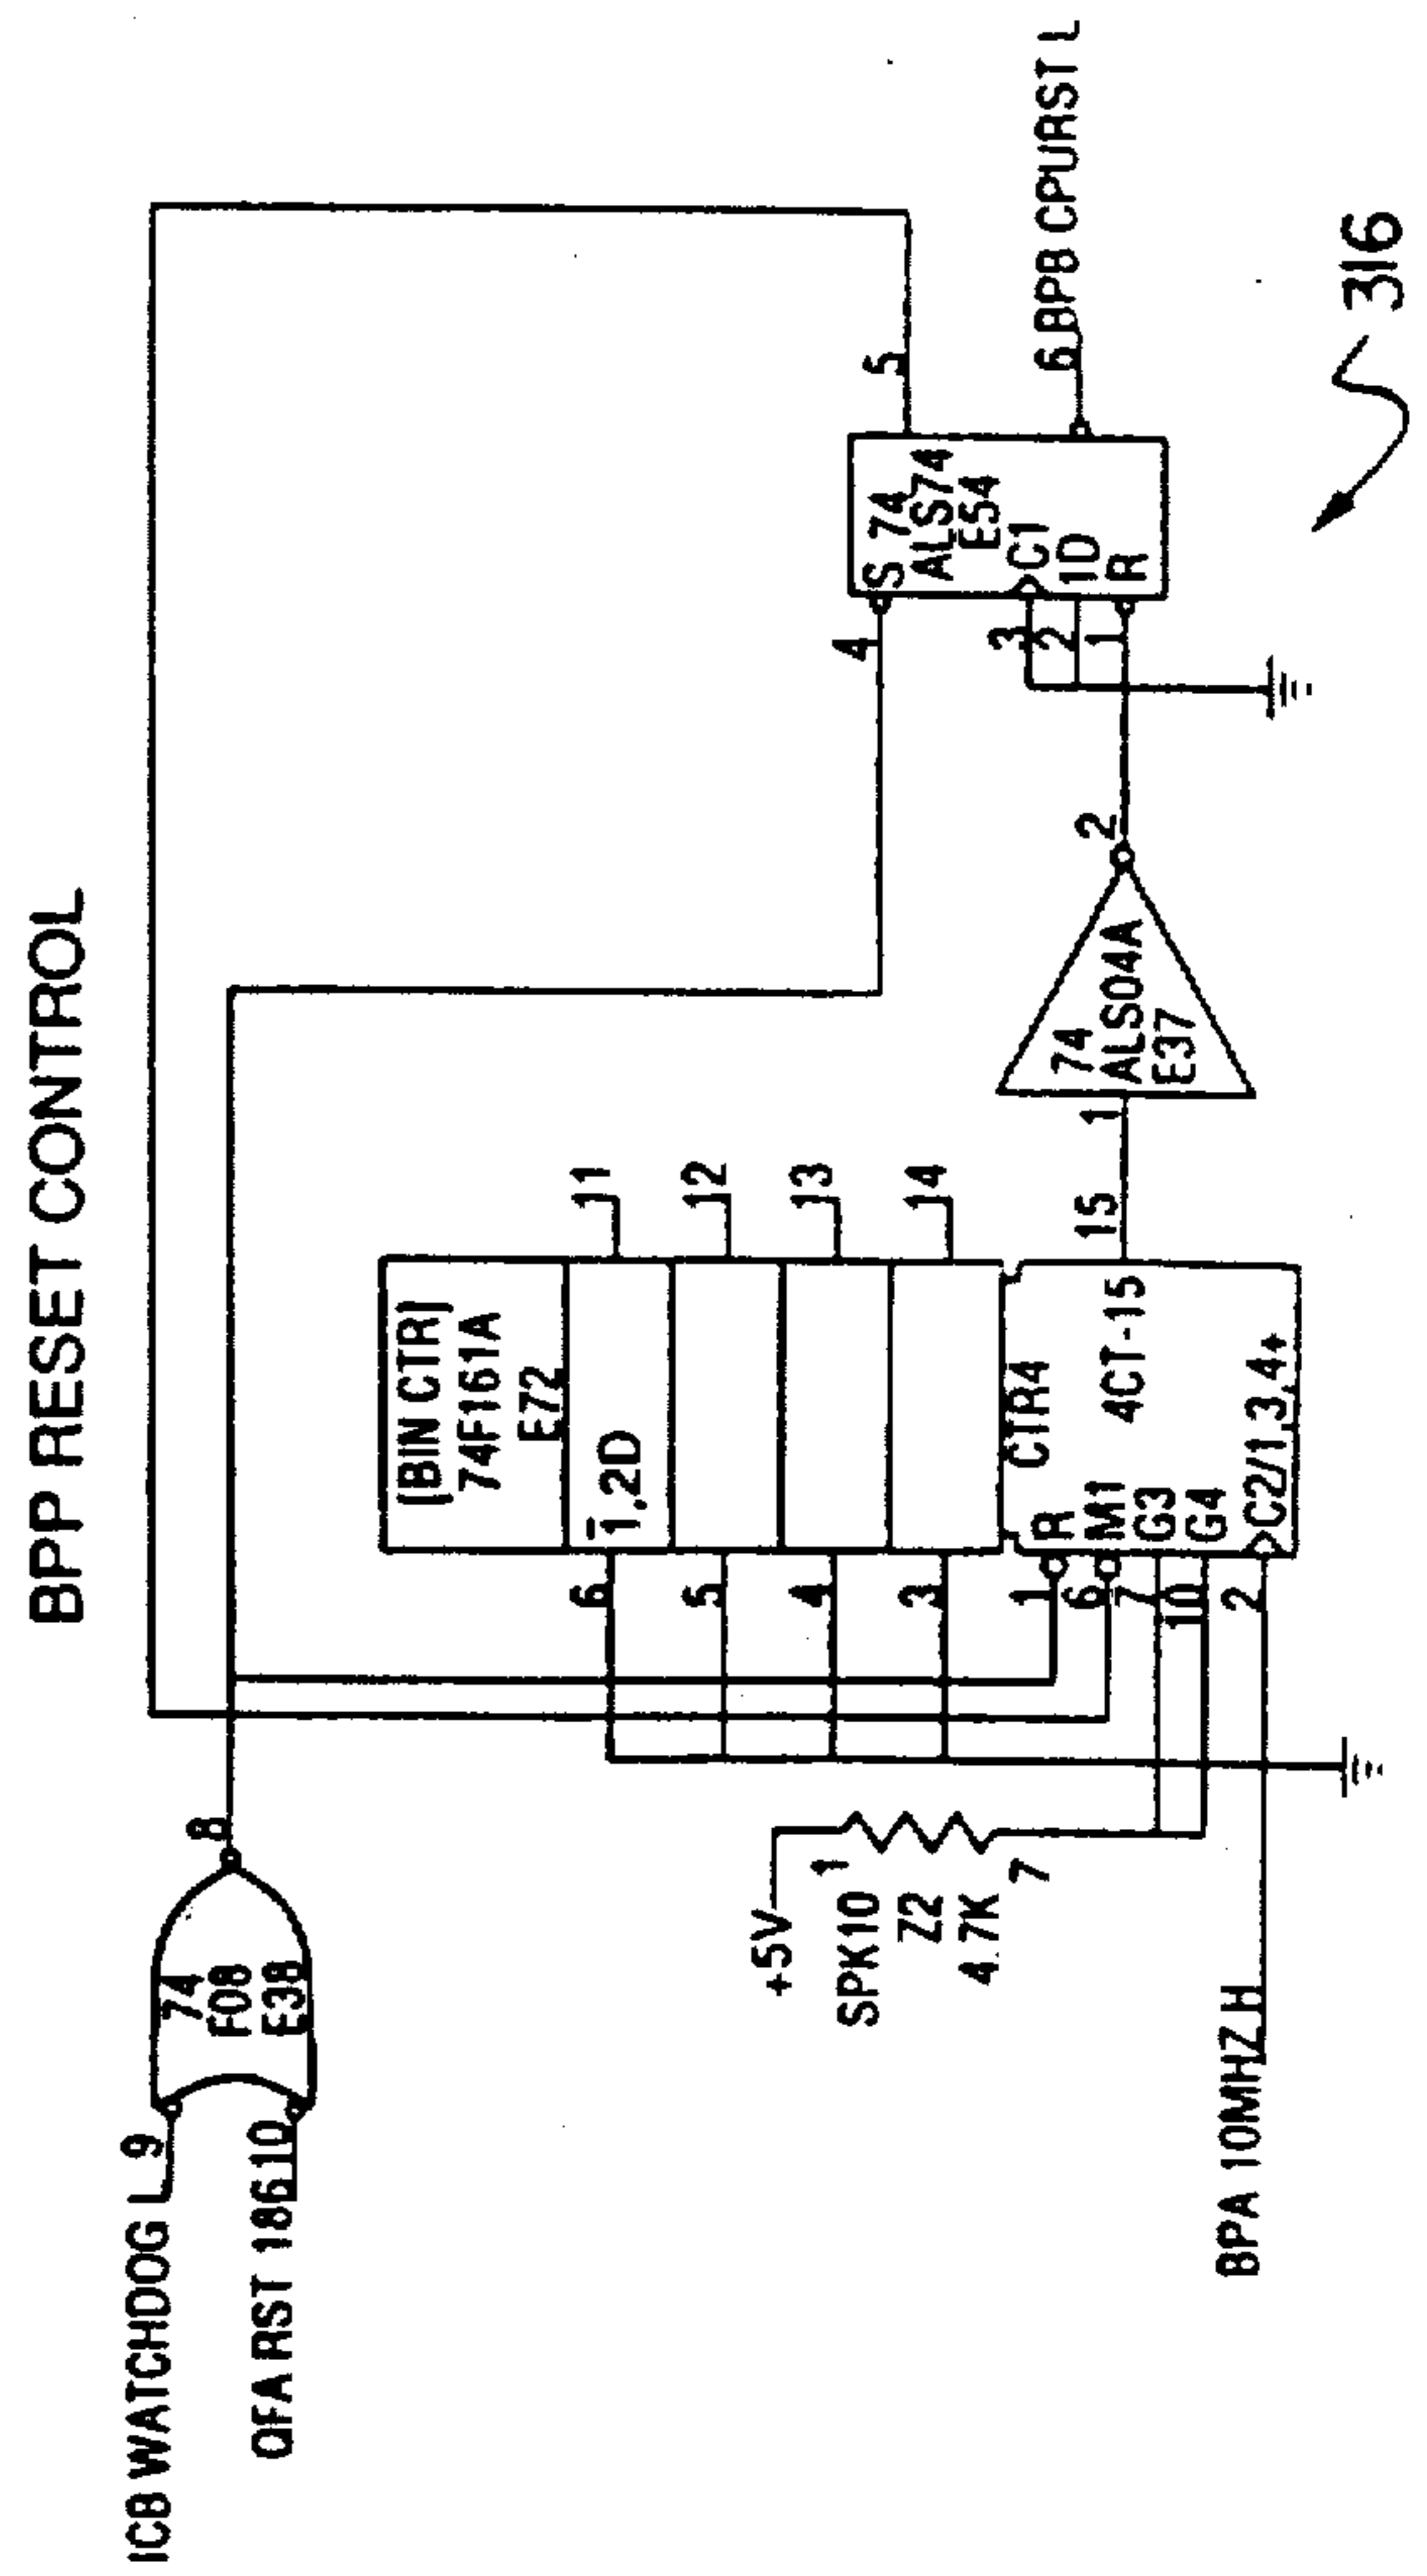 BPP RESET CONTROL
ICB WATCHDOG L
9
QFA RST 186
10
74
F08
E38
8
+5V
1
SPK10
Z2
4.7K
7
BPA 10MHZ H
[BIN CTR]
74F161A
E72
6
1,2D
11
5
12
4
13
3
14
CTR4
1
R
6
M1
7
G3
10
G4
2
C2/1,3,4+
4CT-15
15
1
74
ALS04A
E37
2
4
S
74
ALS74
E54
3
C1
2
1D
1
R
5
6
BPB CPURST L
316